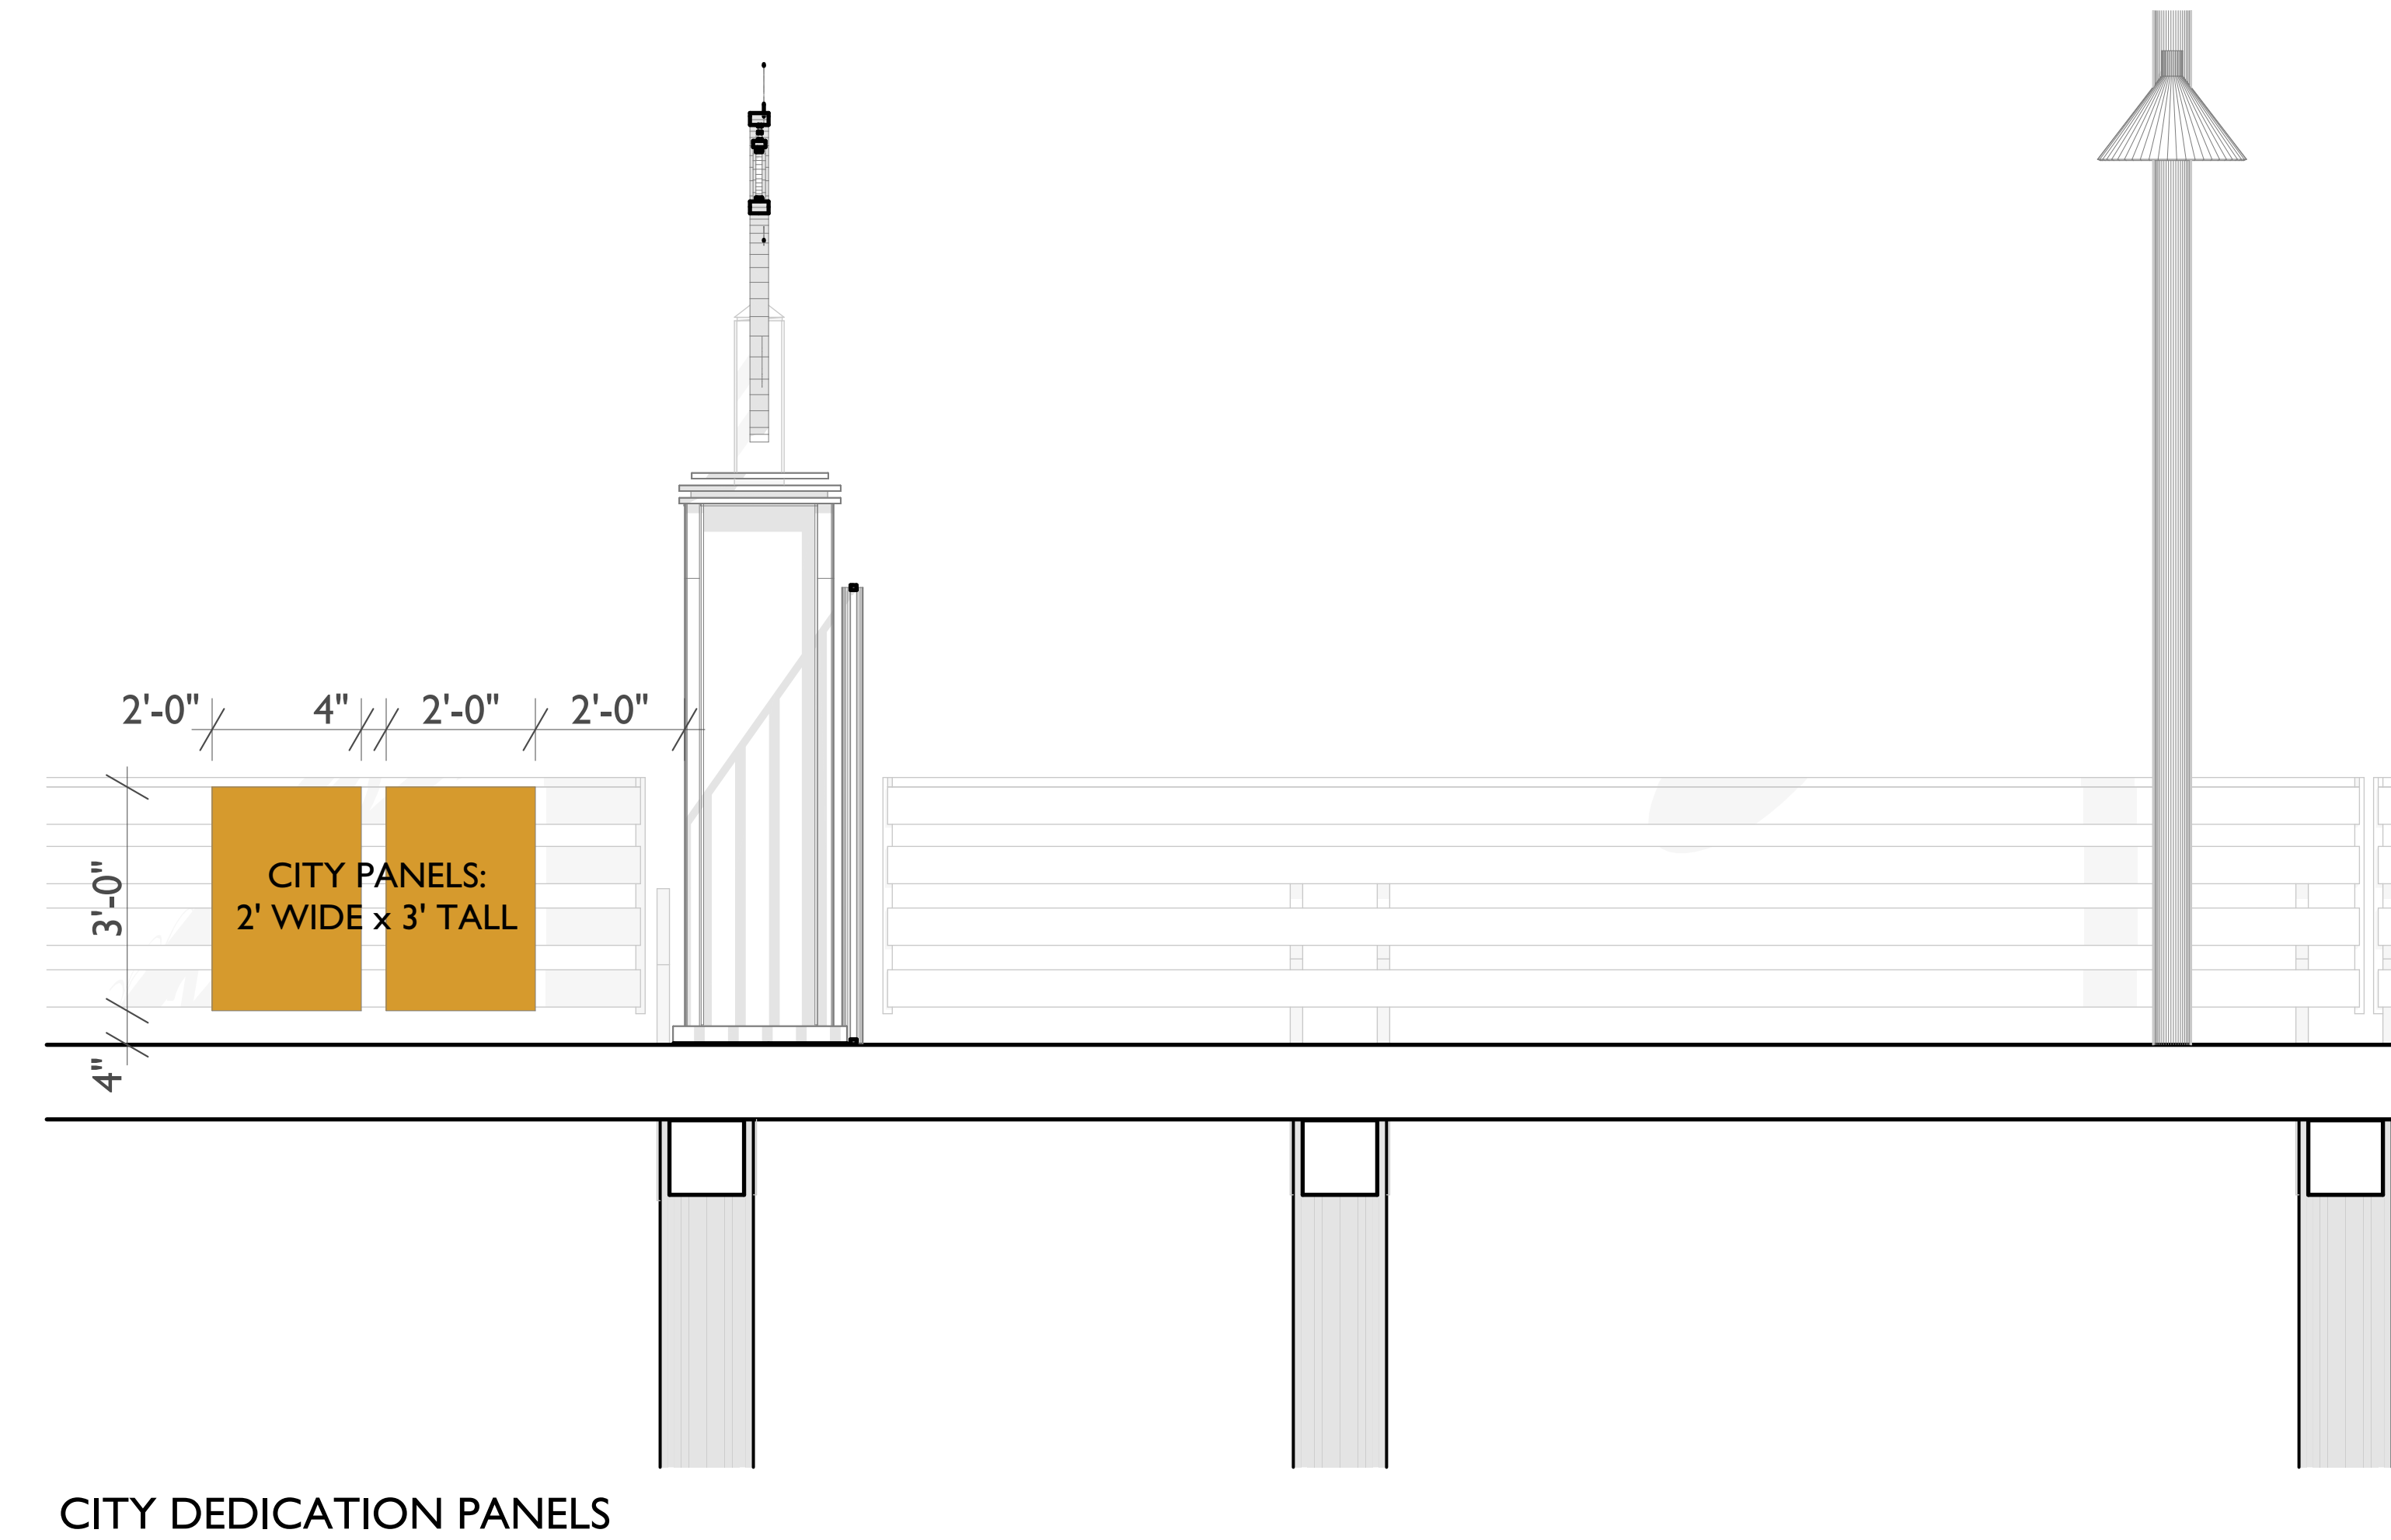 2'-0" 4" 2'-0" 2'-0"
CITY PANELS:
2' WIDE x 3' TALL
3'-0"
4"
CITY DEDICATION PANELS